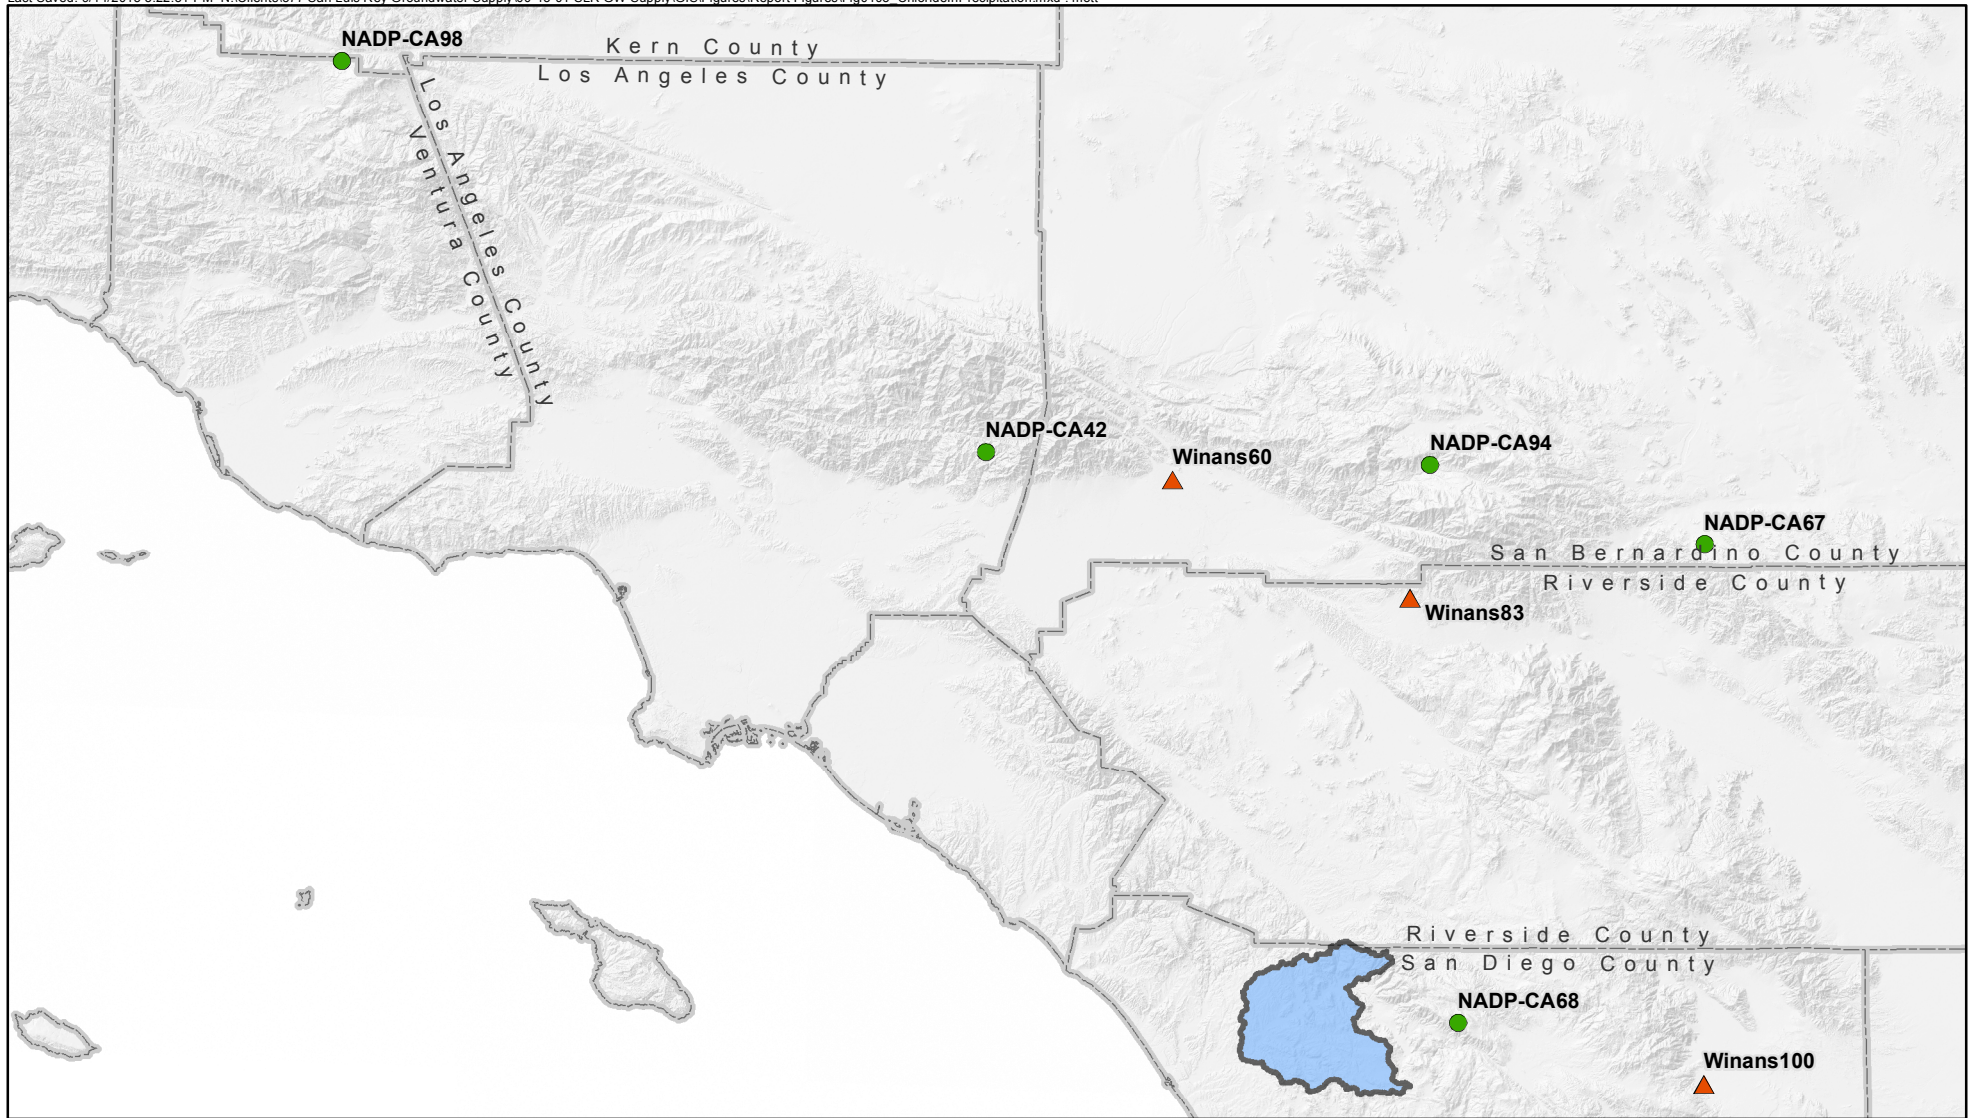 NADP-CA98
Kern County
Los Angeles County
Los Angeles County
Ventura County
NADP-CA42
Winans60
NADP-CA94
NADP-CA67
San Bernardino County
Riverside County
Winans83
Riverside County
San Diego County
NADP-CA68
Winans100